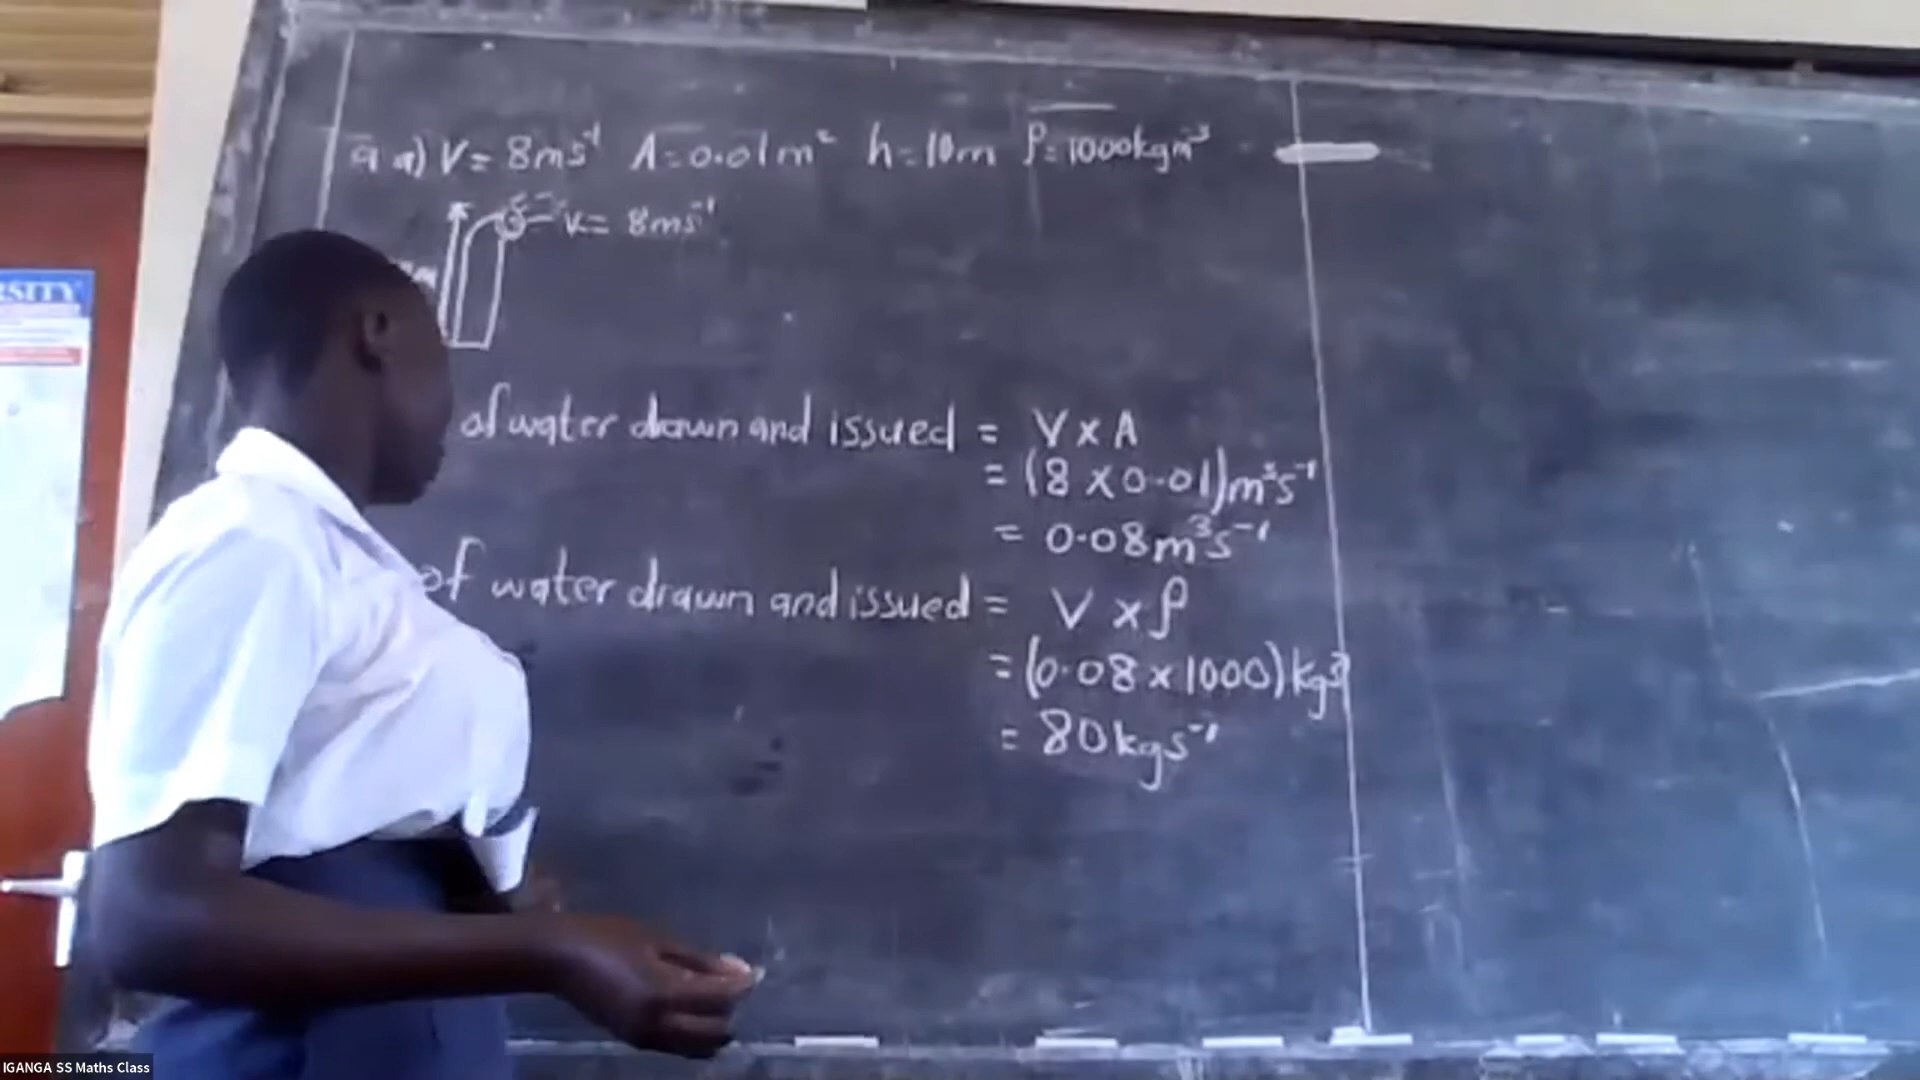 9 a) V = 8ms⁻¹ A = 0.01m² h = 10m ρ = 1000kgm⁻³
V = 8ms⁻¹
of water drawn and issued = V x A
= (8 x 0.01)m³s⁻¹
= 0.08m³s⁻¹
of water drawn and issued = V x ρ
= (0.08 x 1000) kgs
= 80kgs⁻¹
RSITY
IGANGA SS Maths Class